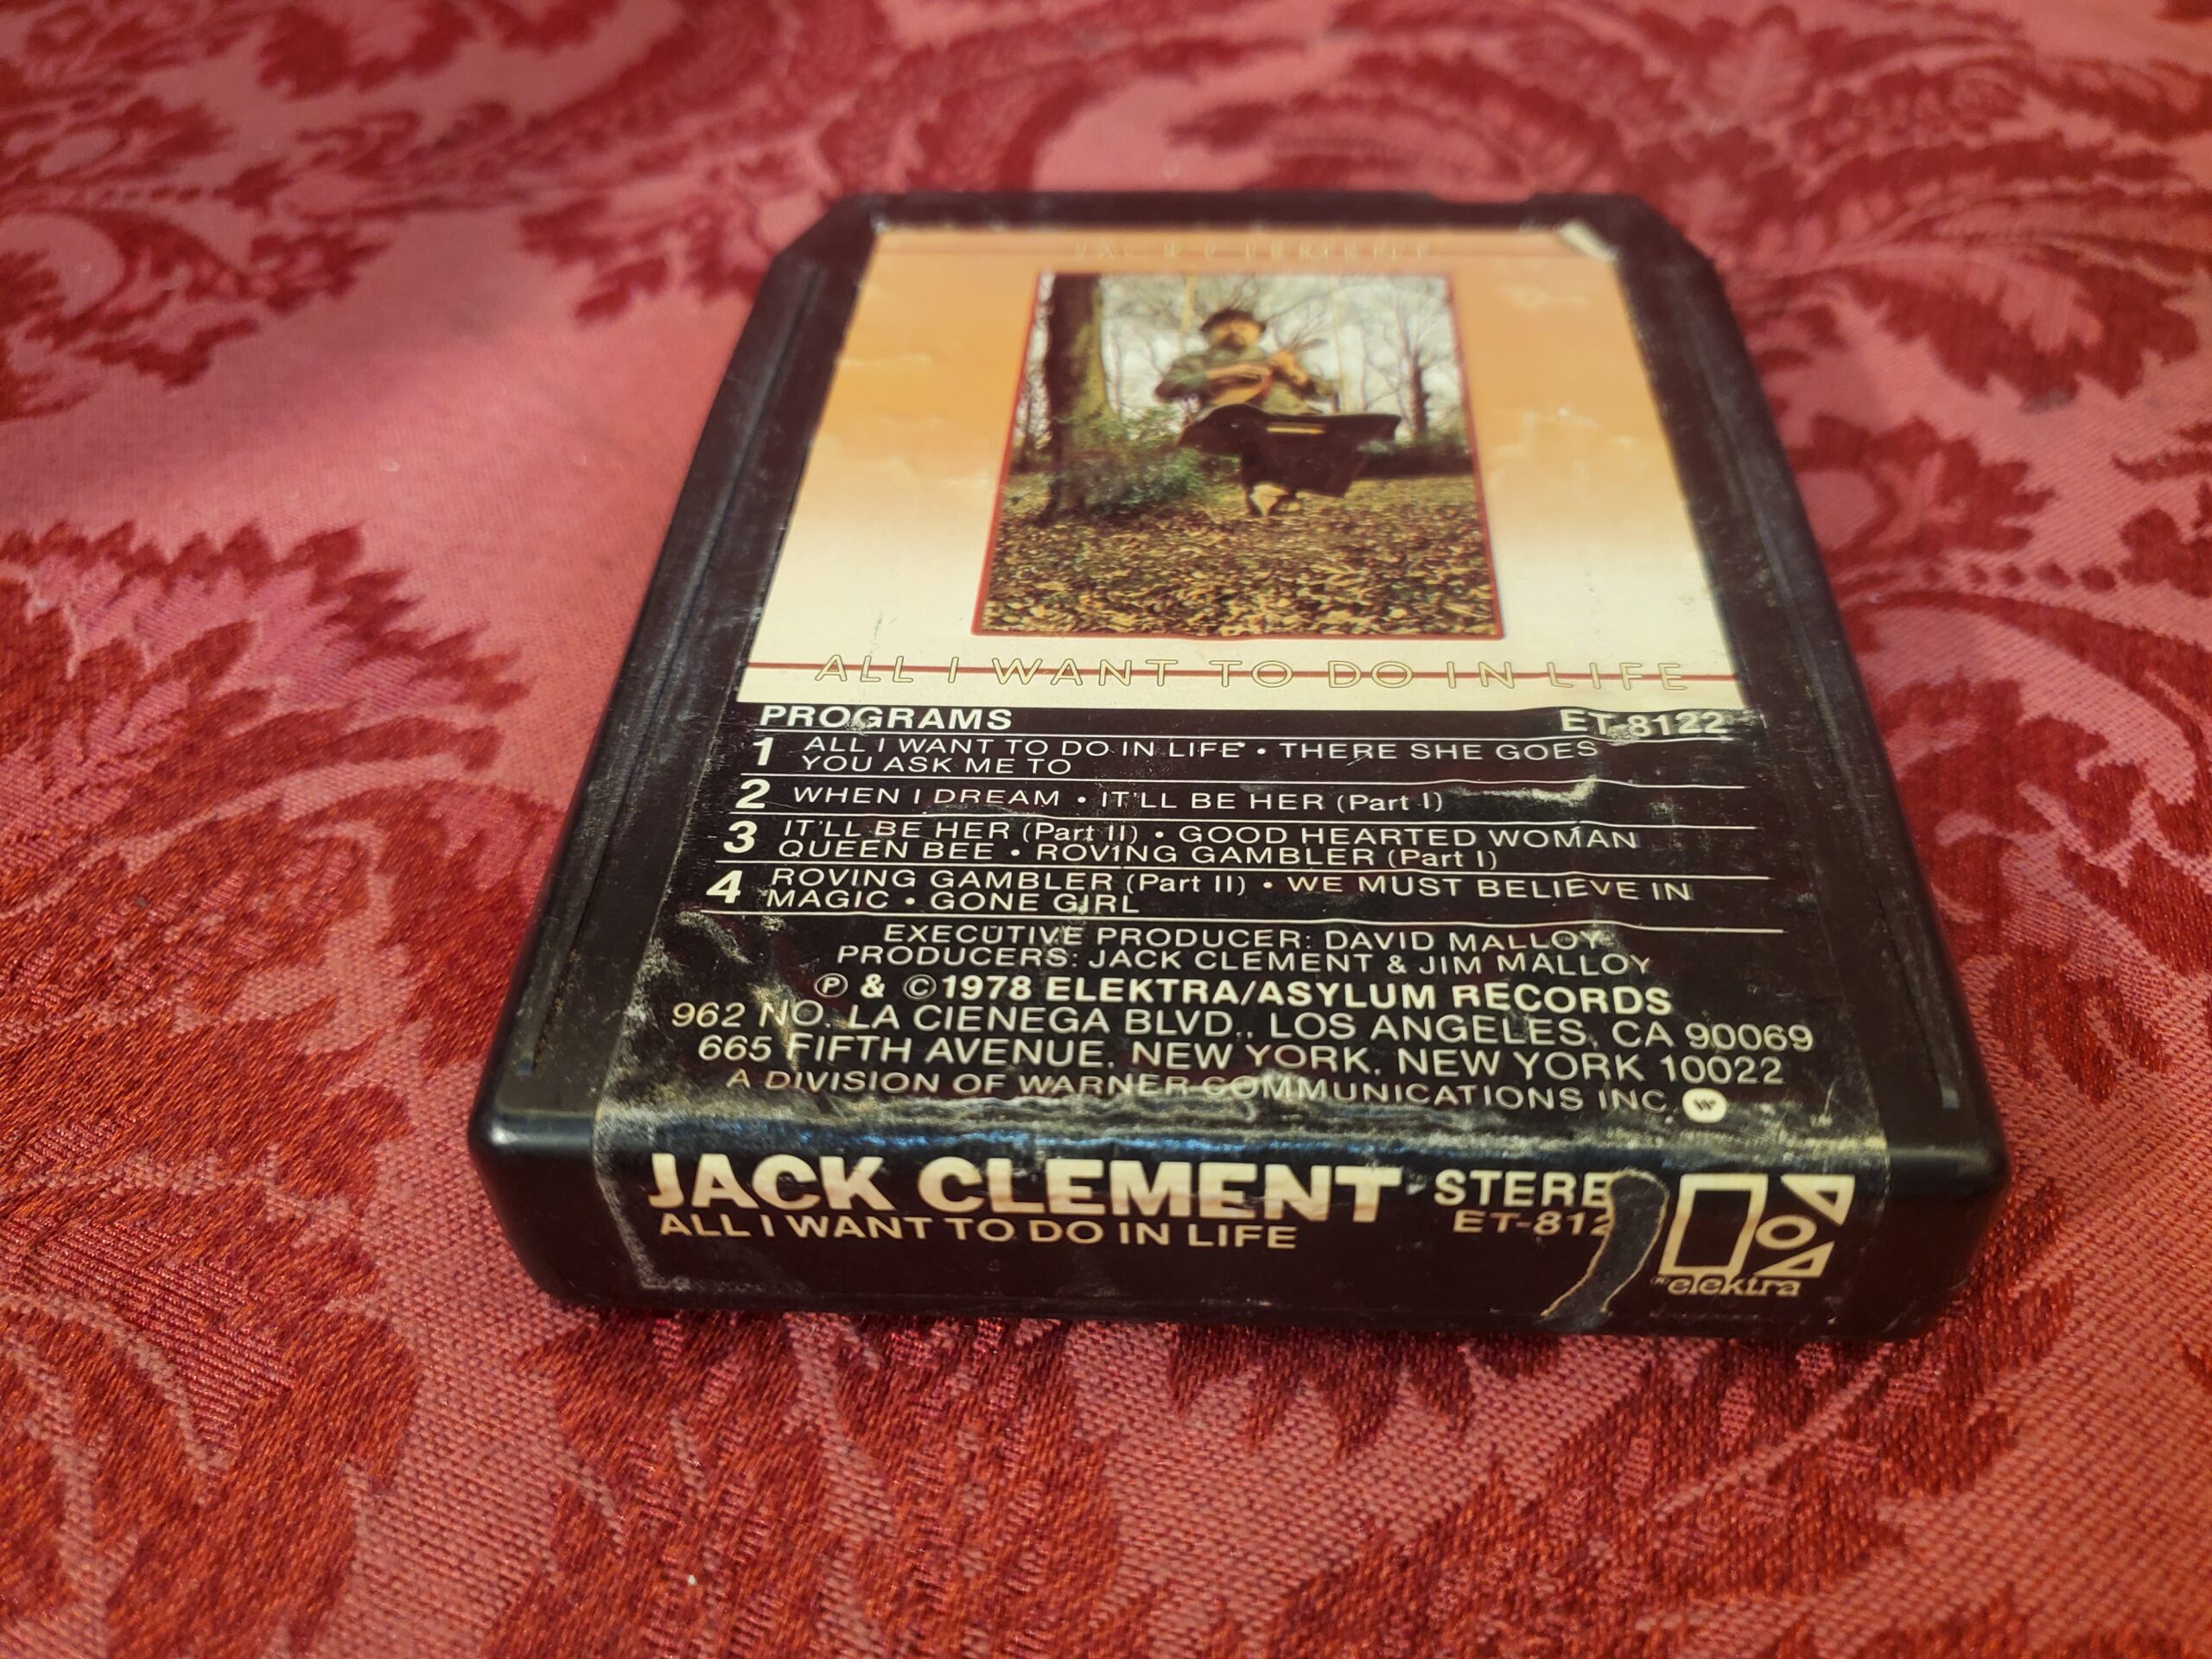 JACK CLEMENT
ALL I WANT TO DO IN LIFE
PROGRAMS ET-8122
1 ALL I WANT TO DO IN LIFE • THERE SHE GOES
YOU ASK ME TO
2 WHEN I DREAM • IT'LL BE HER (Part I)
3 IT'LL BE HER (Part II) • GOOD HEARTED WOMAN
QUEEN BEE • ROVING GAMBLER (Part I)
4 ROVING GAMBLER (Part II) • WE MUST BELIEVE IN
MAGIC • GONE GIRL
EXECUTIVE PRODUCER: DAVID MALLOY
PRODUCERS: JACK CLEMENT & JIM MALLOY
℗ & ©1978 ELEKTRA/ASYLUM RECORDS
962 NO. LA CIENEGA BLVD., LOS ANGELES, CA 90069
665 FIFTH AVENUE, NEW YORK, NEW YORK 10022
A DIVISION OF WARNER COMMUNICATIONS INC. W
JACK CLEMENT STERE
ALL I WANT TO DO IN LIFE ET-812
® elektra